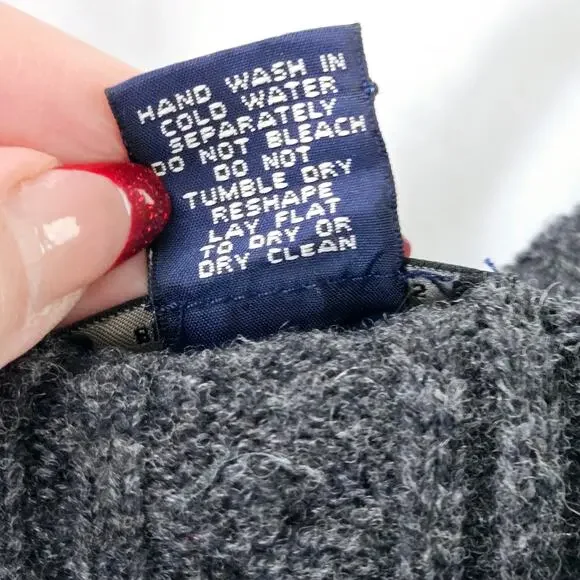 HAND WASH IN
COLD WATER
SEPARATELY
DO NOT BLEACH
DO NOT
TUMBLE DRY
RESHAPE
LAY FLAT
TO DRY OR
DRY CLEAN